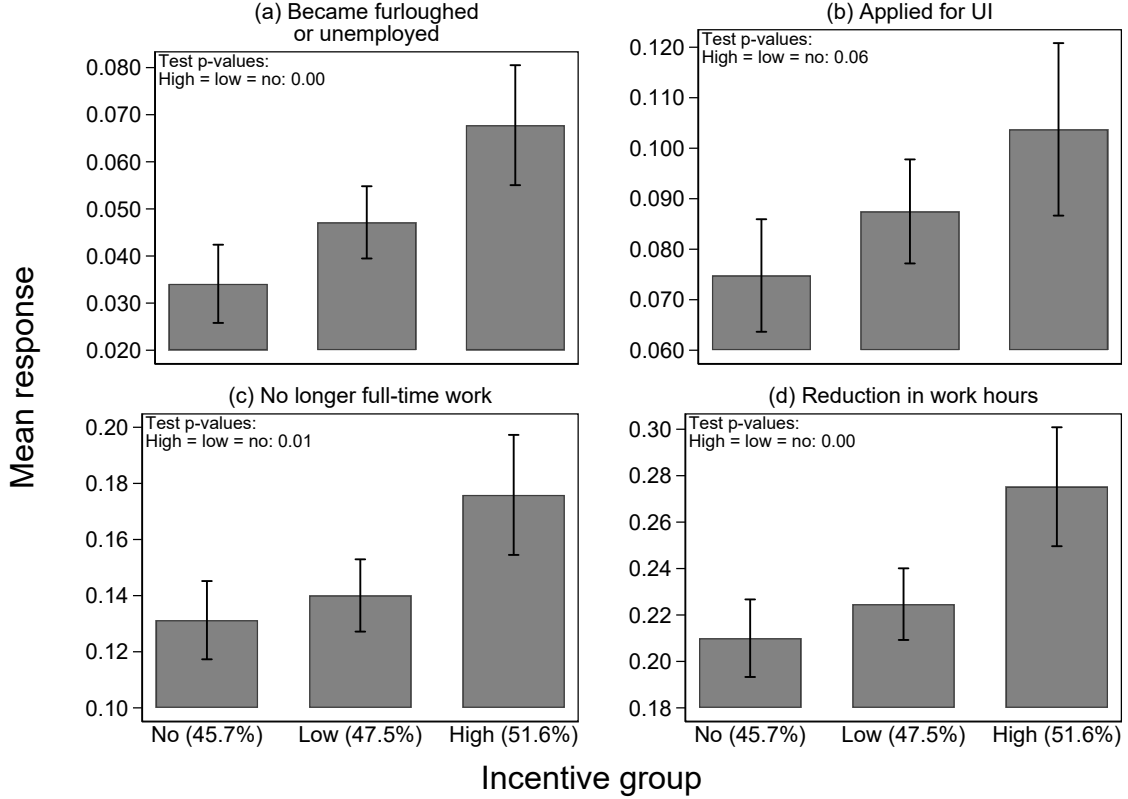 (a) Became furloughed
or unemployed
Test p-values:
High = low = no: 0.00
0.080
0.070
0.060
0.050
0.040
0.030
0.020
(b) Applied for UI
Test p-values:
High = low = no: 0.06
0.120
0.110
0.100
0.090
0.080
0.070
0.060
Mean response
(c) No longer full-time work
Test p-values:
High = low = no: 0.01
0.20
0.18
0.16
0.14
0.12
0.10
No (45.7%)
Low (47.5%)
High (51.6%)
(d) Reduction in work hours
Test p-values:
High = low = no: 0.00
0.30
0.28
0.26
0.24
0.22
0.20
0.18
No (45.7%)
Low (47.5%)
High (51.6%)
Incentive group